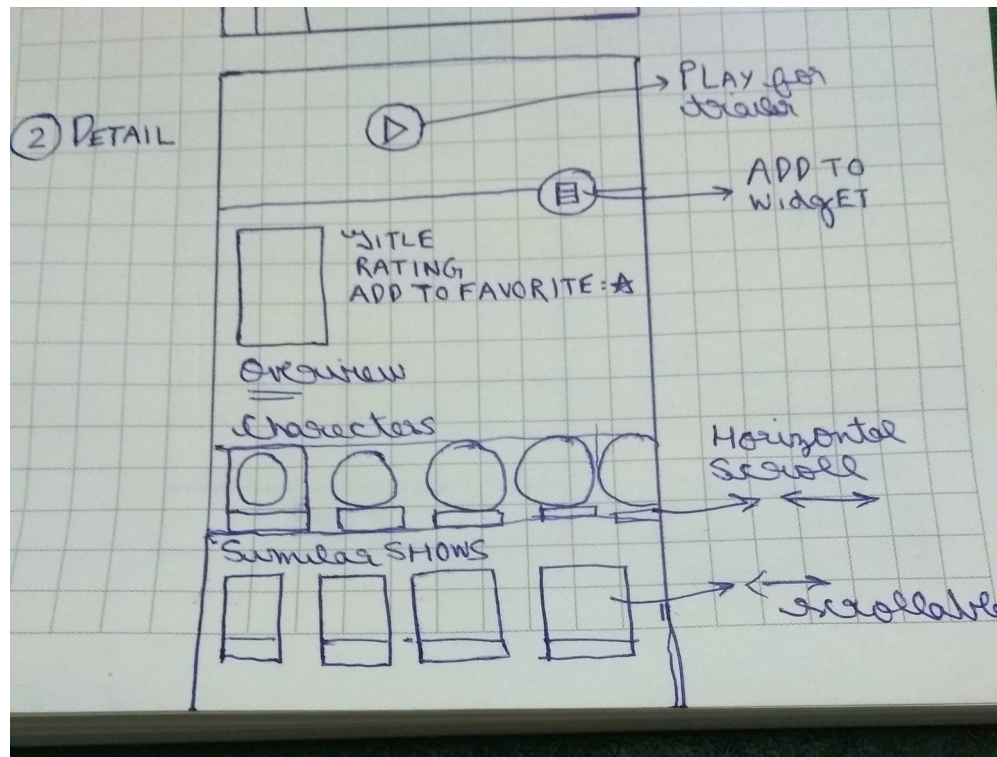 ② DETAIL
PLAY for
trailer
ADD TO
WidgET
TITLE
RATING
ADD TO FAVORITE: ☆
Overview
Characters
Horizontal
Scroll
Similar SHOWS
Scrollable